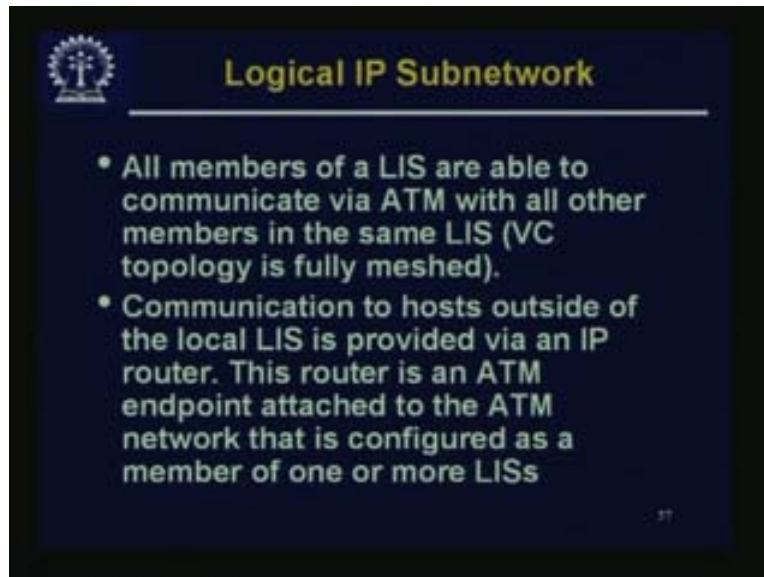 Logical IP Subnetwork
• All members of a LIS are able to
communicate via ATM with all other
members in the same LIS (VC
topology is fully meshed).
• Communication to hosts outside of
the local LIS is provided via an IP
router. This router is an ATM
endpoint attached to the ATM
network that is configured as a
member of one or more LISs